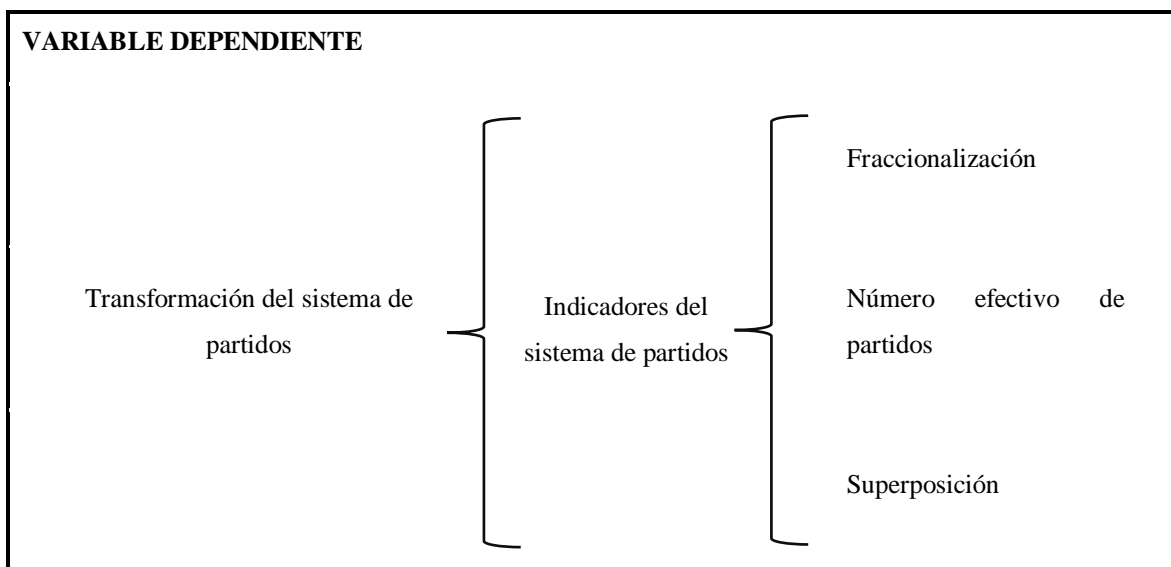 VARIABLE DEPENDIENTE
Transformación del sistema de
partidos
Indicadores del
sistema de partidos
Fraccionalización
Número efectivo de
partidos
Superposición